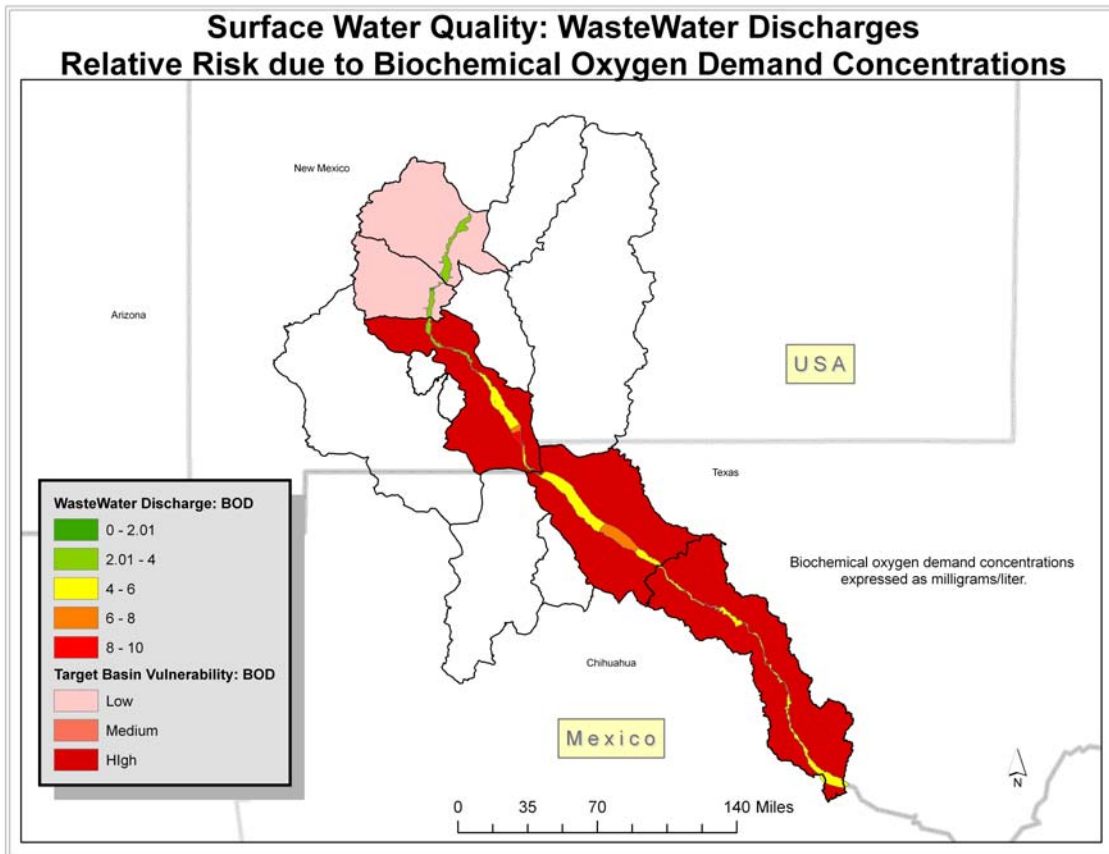 Surface Water Quality: WasteWater Discharges
Relative Risk due to Biochemical Oxygen Demand Concentrations
New Mexico
Arizona
USA
Texas
WasteWater Discharge: BOD
0 - 2.01
2.01 - 4
4 - 6
6 - 8
8 - 10
Target Basin Vulnerability: BOD
Low
Medium
HIgh
Biochemical oxygen demand concentrations
expressed as milligrams/liter.
Chihuahua
Mexico
N
0 35 70 140 Miles